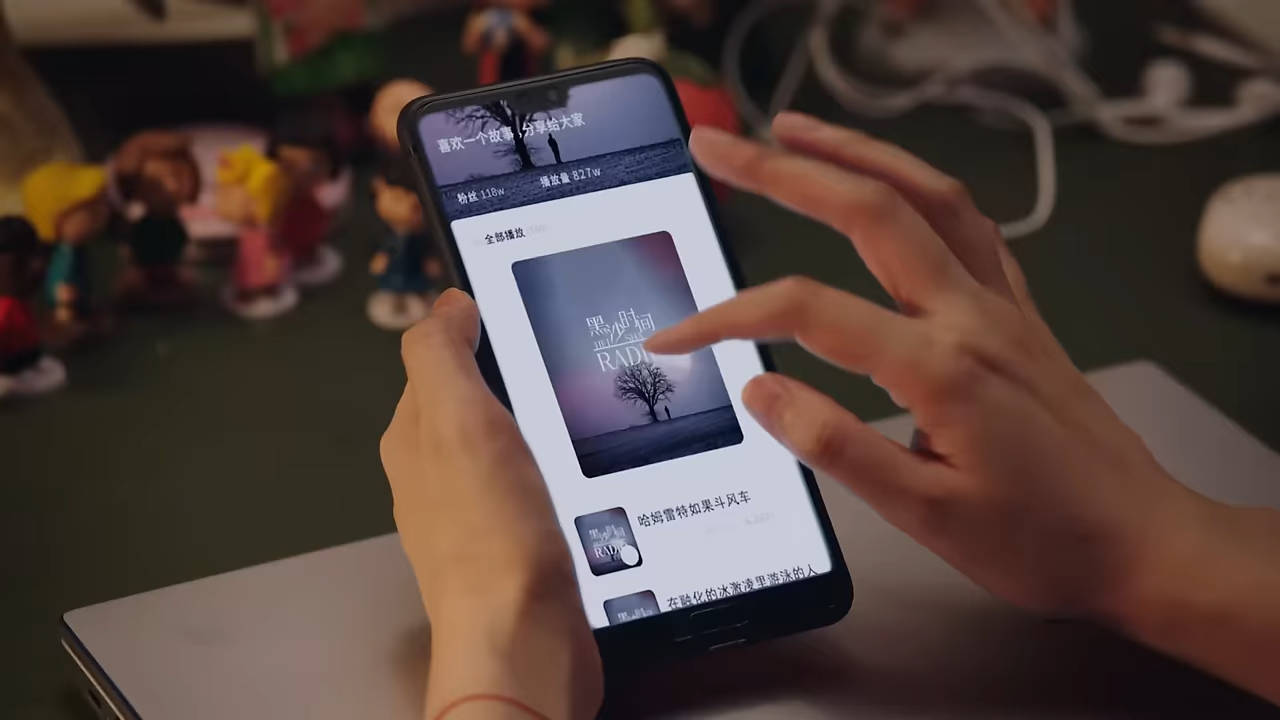 喜欢一个故事,分享给大家
粉丝 118w 播放量 827w
全部播放
黑沙时间
RADI
哈姆雷特如果斗风车
RADI
在融化的冰激凌里游泳的人